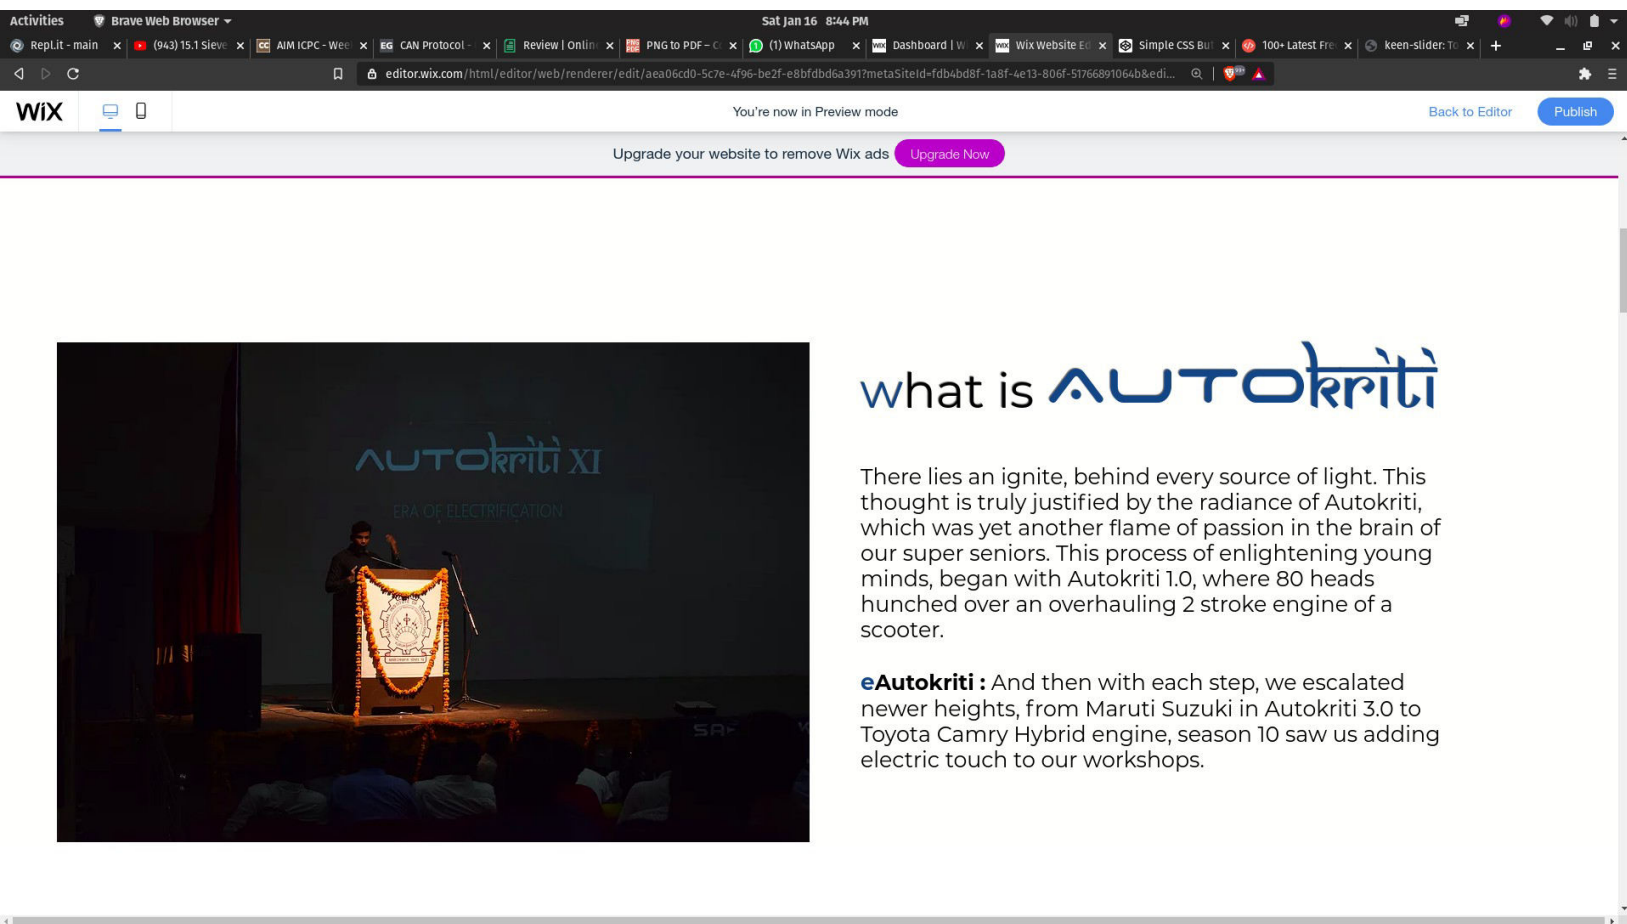 Activities Brave Web Browser Sat Jan 16 8:44 PM
Repl.it - main (943) 15.1 Sieve AIM ICPC - Wee CAN Protocol - Review | Onlin PNG to PDF – C (1) WhatsApp Dashboard | W Wix Website Ed Simple CSS But 100+ Latest Fre keen-slider: To
editor.wix.com/html/editor/web/renderer/edit/aea06cd0-5c7e-4f96-be2f-e8bfdbd6a391?metaSiteId=fdb4bd8f-1a8f-4e13-806f-51766891064b&edi... 99+
WiX You're now in Preview mode Back to Editor Publish
Upgrade your website to remove Wix ads Upgrade Now
AUTOkriti XI
ERA OF ELECTRIFICATION
what is AUTOkriti
There lies an ignite, behind every source of light. This
thought is truly justified by the radiance of Autokriti,
which was yet another flame of passion in the brain of
our super seniors. This process of enlightening young
minds, began with Autokriti 1.0, where 80 heads
hunched over an overhauling 2 stroke engine of a
scooter.
eAutokriti : And then with each step, we escalated
newer heights, from Maruti Suzuki in Autokriti 3.0 to
Toyota Camry Hybrid engine, season 10 saw us adding
electric touch to our workshops.